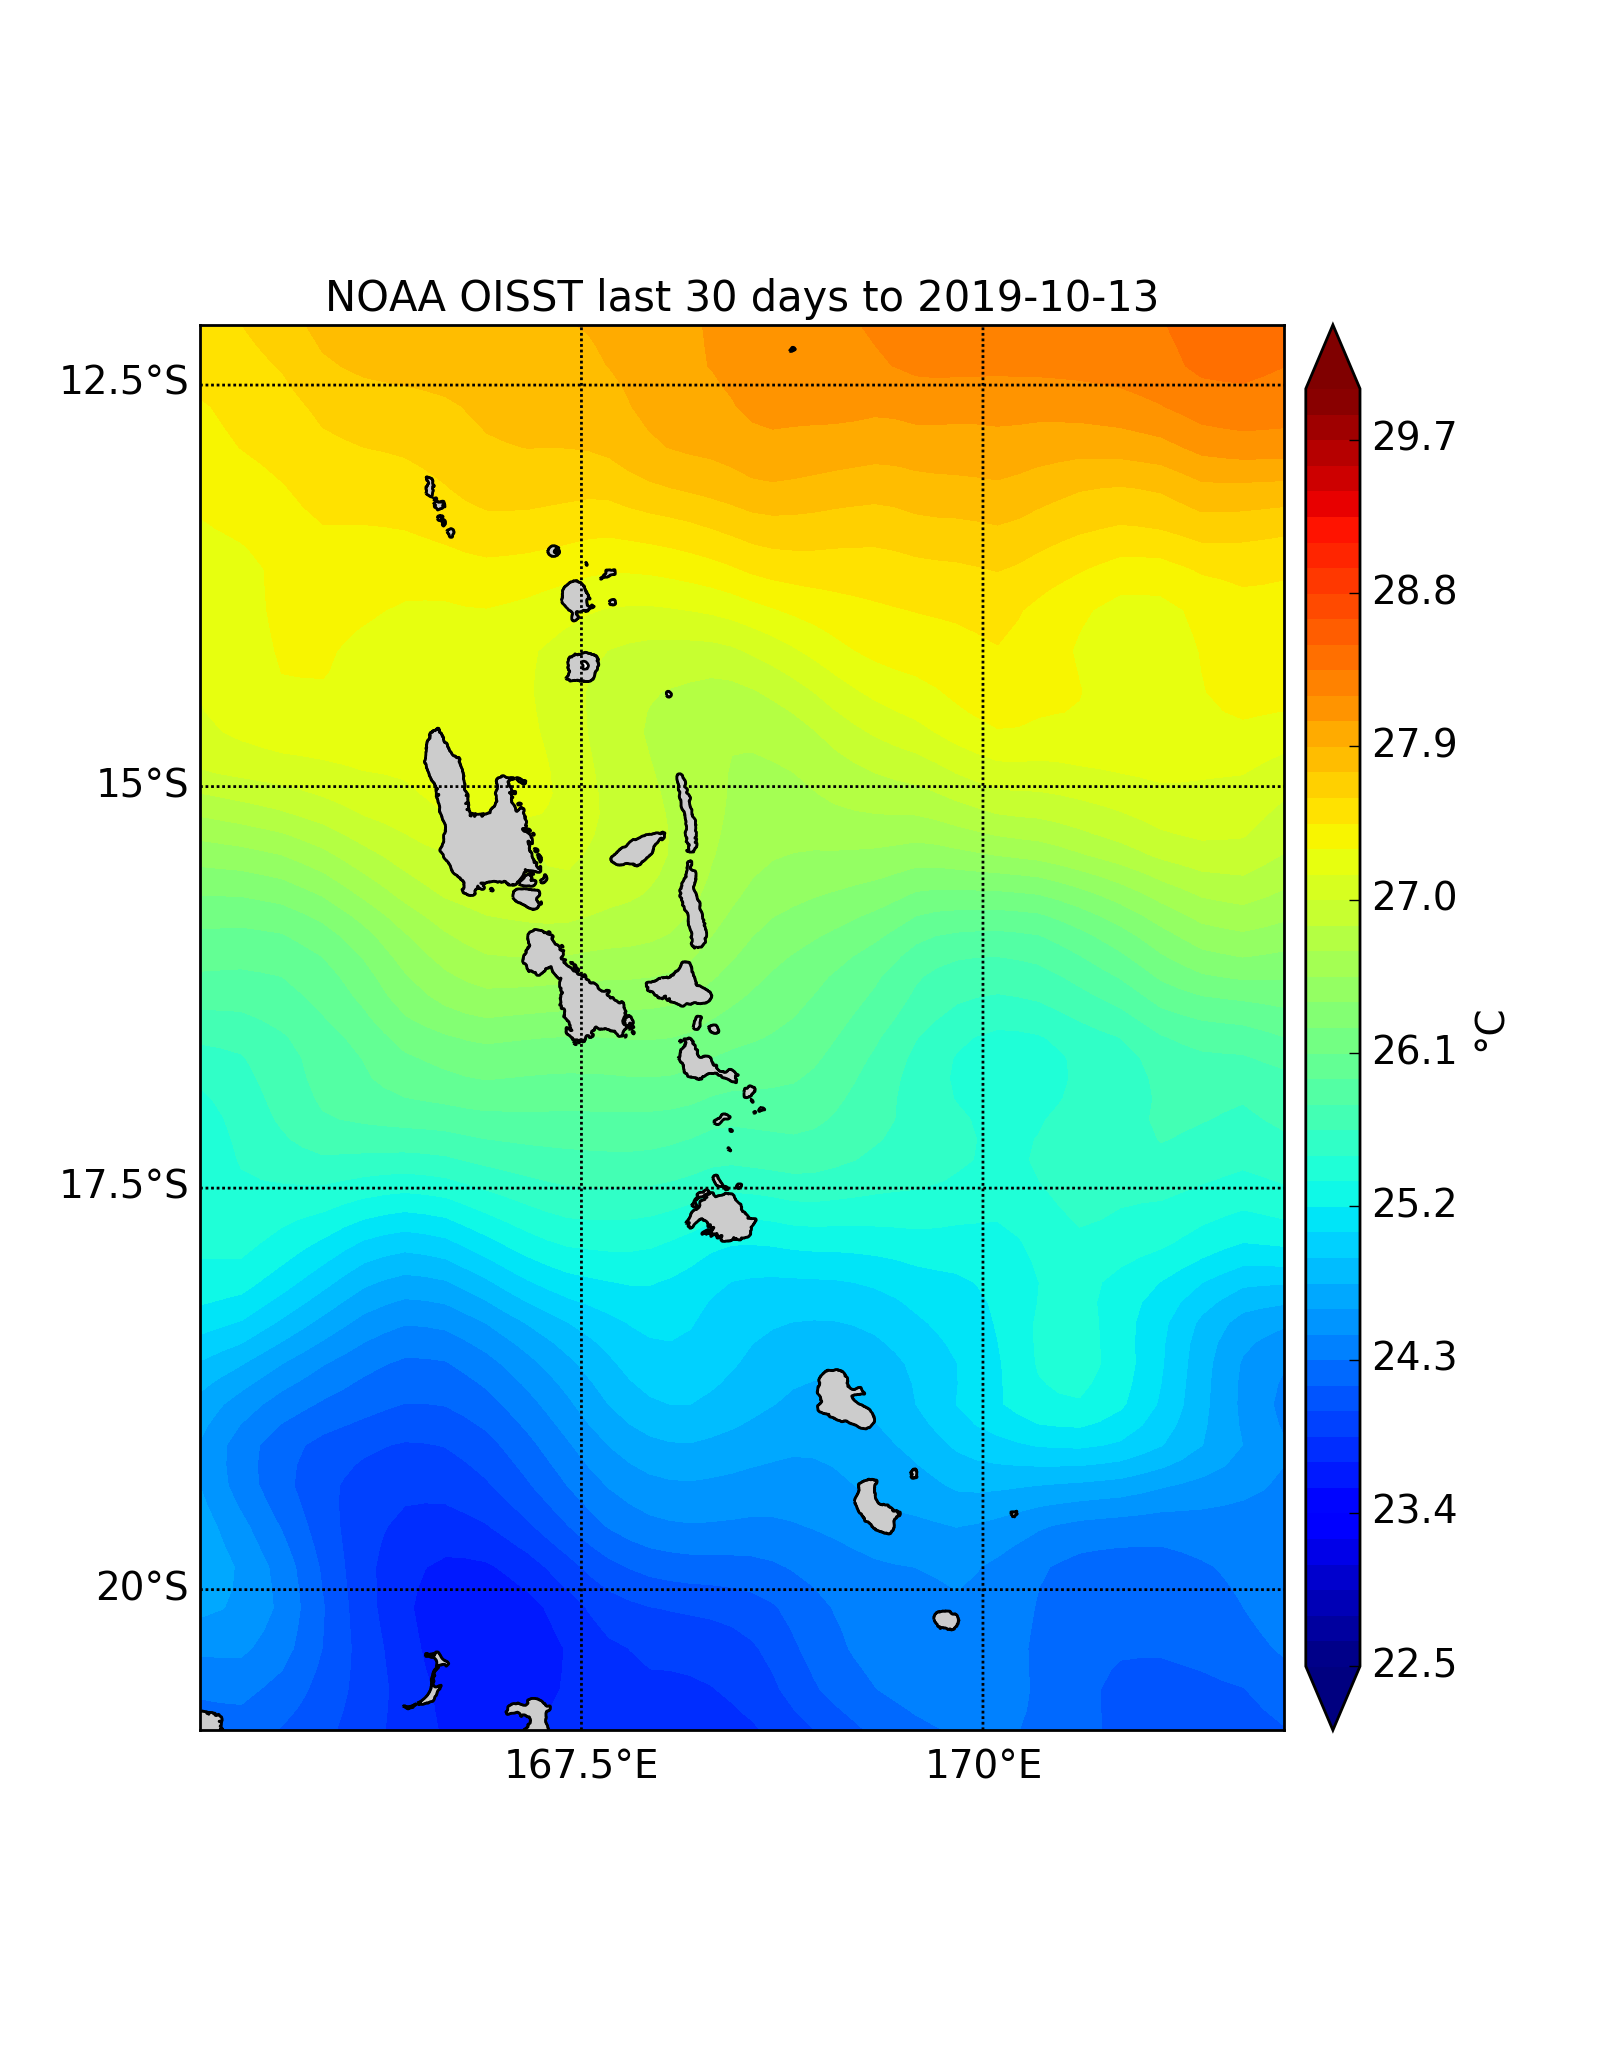 NOAA OISST last 30 days to 2019-10-13
12.5°S
15°S
17.5°S
20°S
167.5°E
170°E
29.7
28.8
27.9
27.0
26.1
25.2
24.3
23.4
22.5
°C